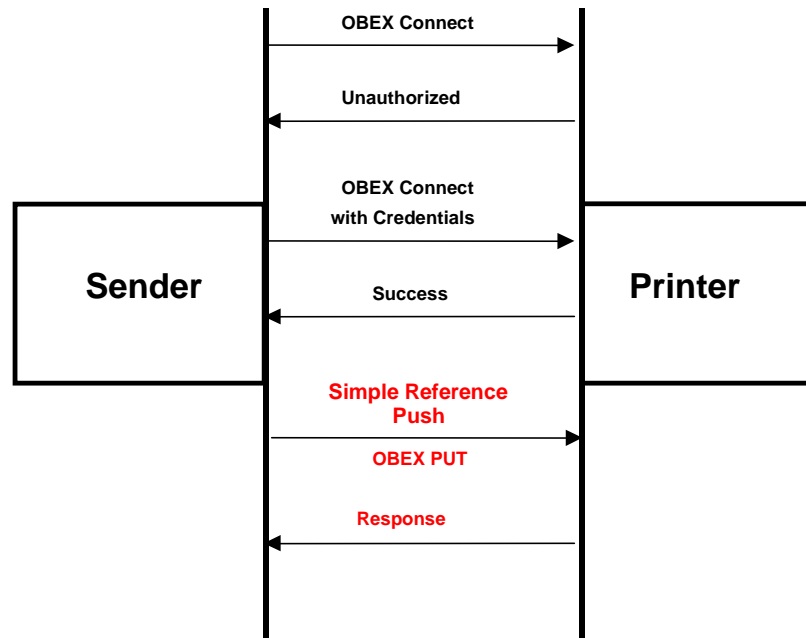 OBEX Connect
Unauthorized
OBEX Connect
with Credentials
Sender
Printer
Success
Simple Reference
Push
OBEX PUT
Response